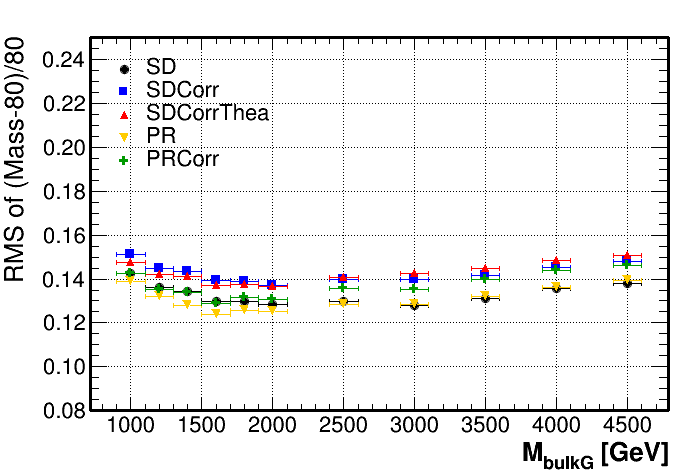 RMS of (Mass-80)/80
0.24
0.22
0.20
0.18
0.16
0.14
0.12
0.10
0.08
SD
SDCorr
SDCorrThea
PR
PRCorr
1000 1500 2000 2500 3000 3500 4000 4500
M_bulkG [GeV]